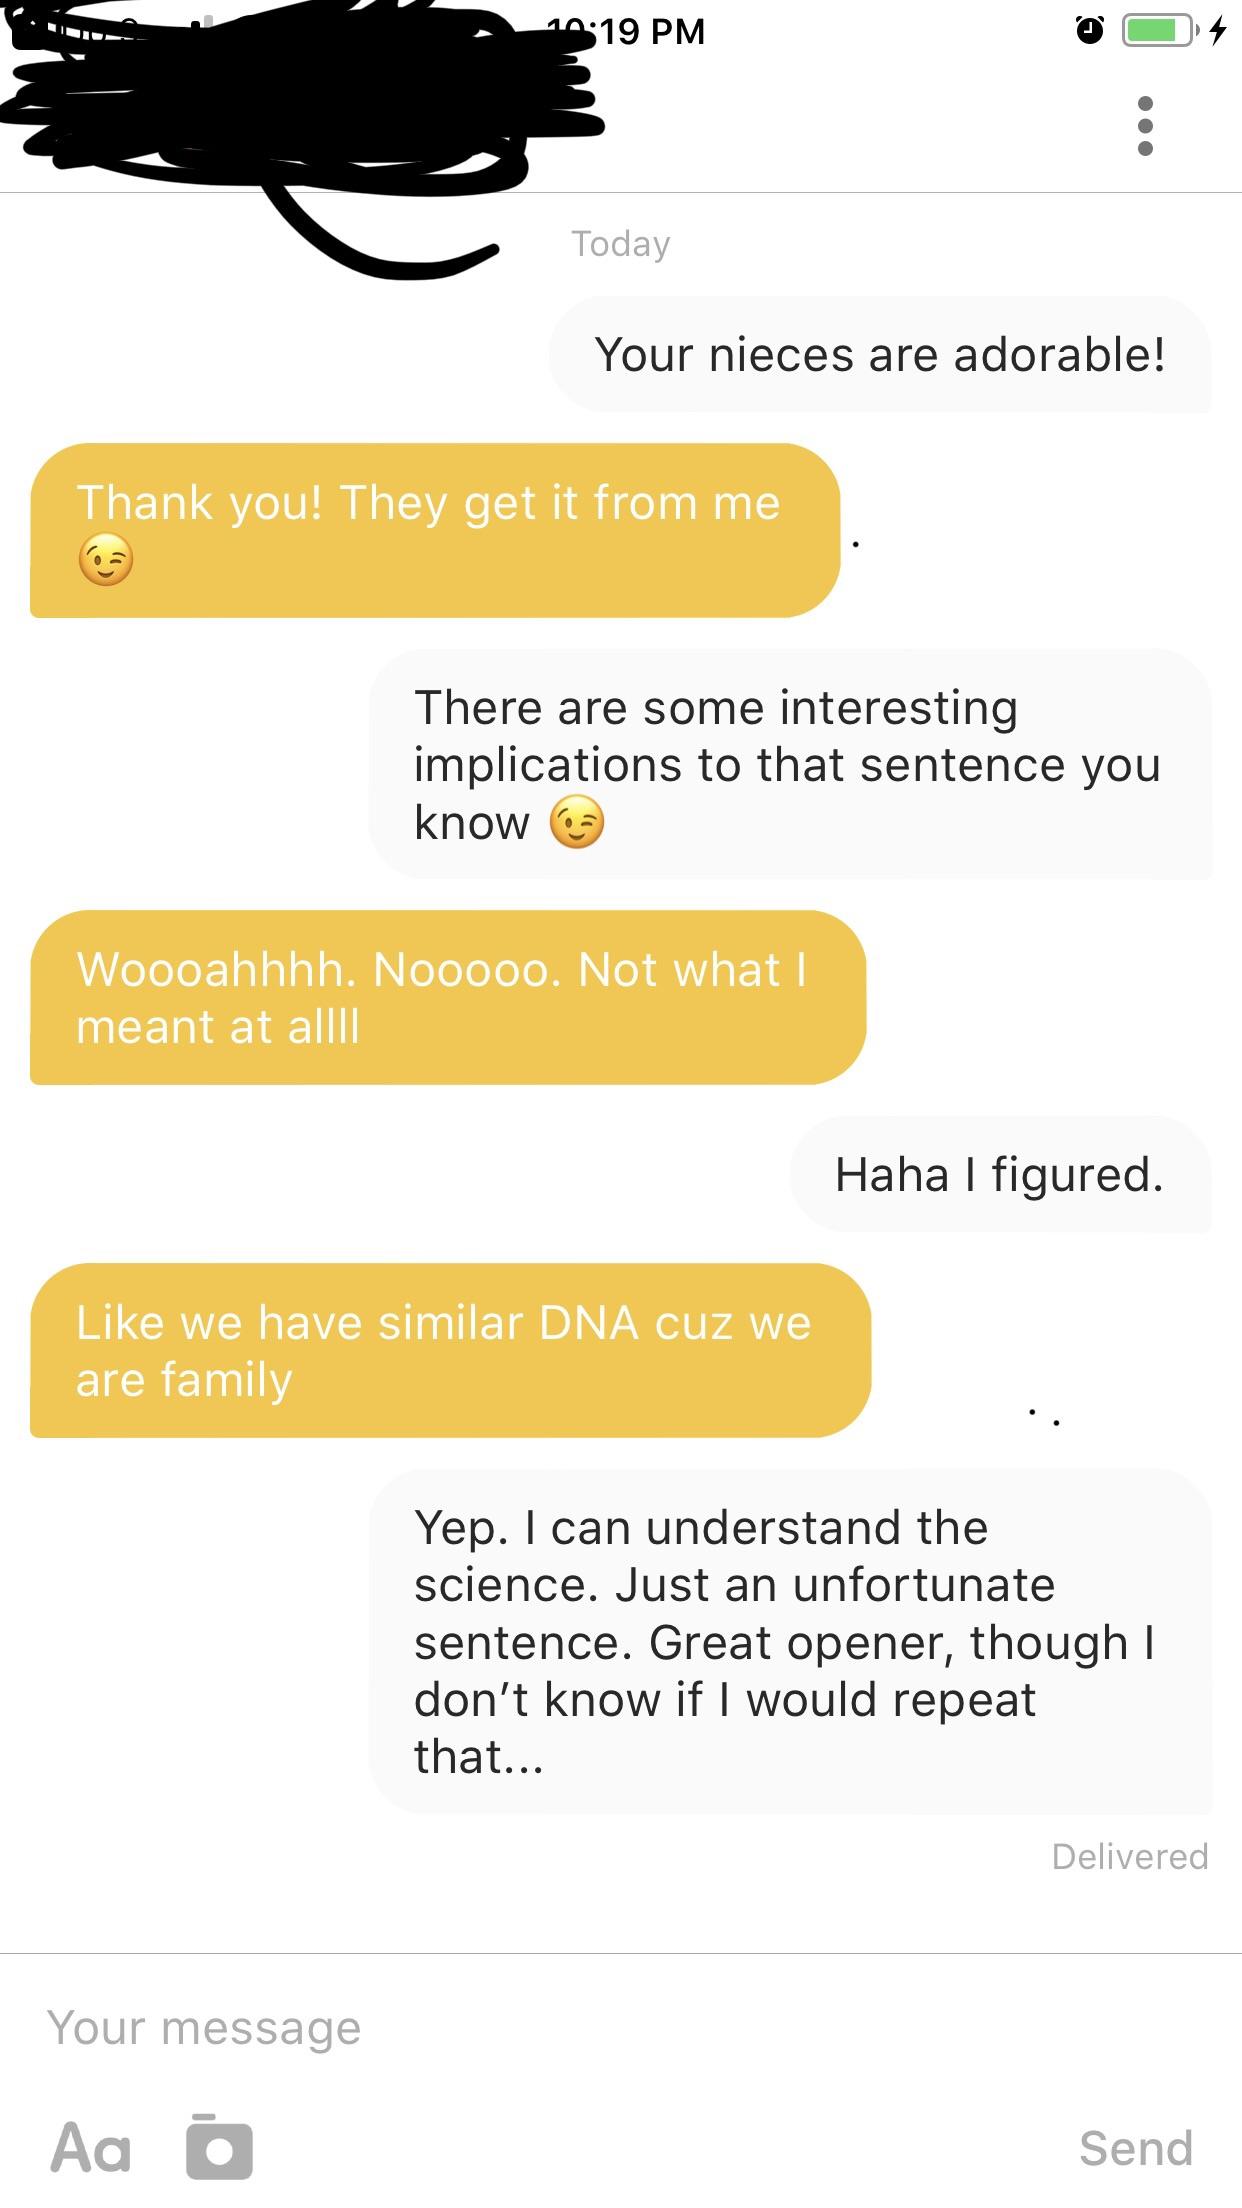 10:19 PM
Today
Your nieces are adorable!
Thank you! They get it from me
😉
There are some interesting
implications to that sentence you
know 😉
Woooahhhh. Nooooo. Not what I
meant at allll
Haha I figured.
Like we have similar DNA cuz we
are family
Yep. I can understand the
science. Just an unfortunate
sentence. Great opener, though I
don’t know if I would repeat
that...
Delivered
Your message
Aa
Send